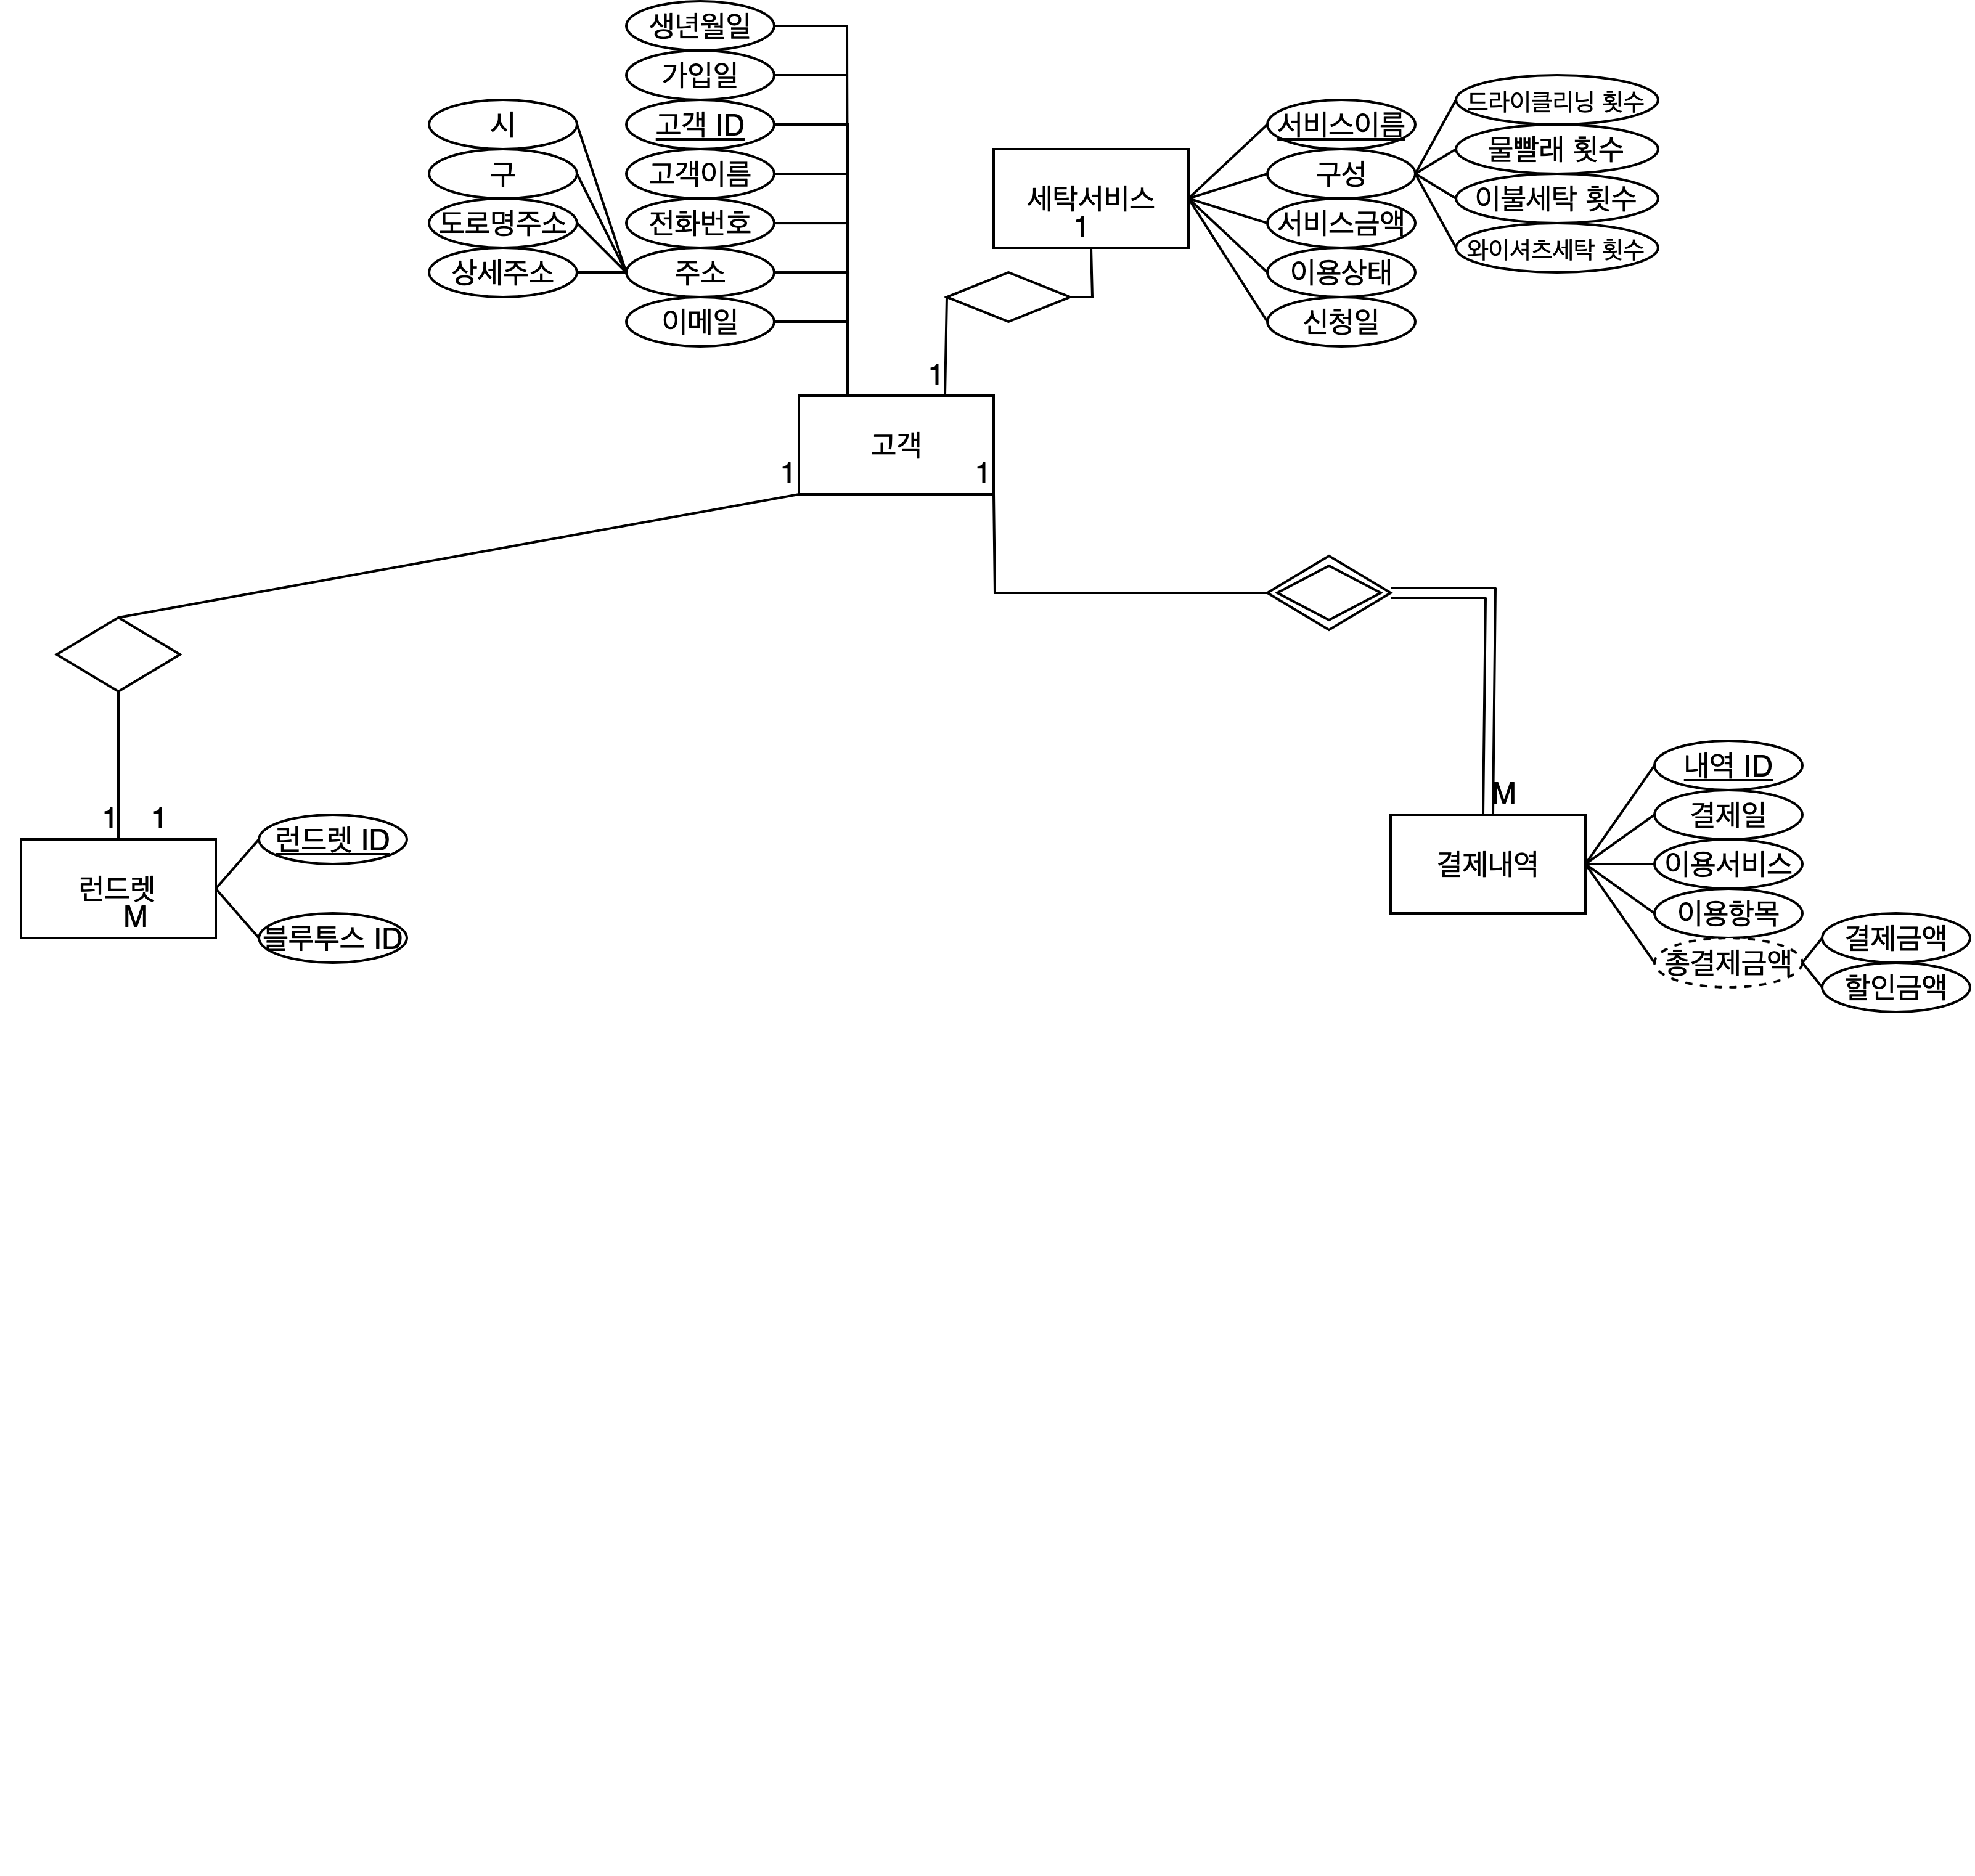 생년월일
가입일
고객 ID
고객이름
전화번호
주소
이메일
시
구
도로명주소
상세주소
세탁서비스
1
서비스이름
구성
서비스금액
이용상태
신청일
드라이클리닝 횟수
물빨래 횟수
이불세탁 횟수
와이셔츠세탁 횟수
1
고객
1
1
1
1
런드렛
M
런드렛 ID
블루투스 ID
M
결제내역
내역 ID
결제일
이용서비스
이용항목
총결제금액
결제금액
할인금액